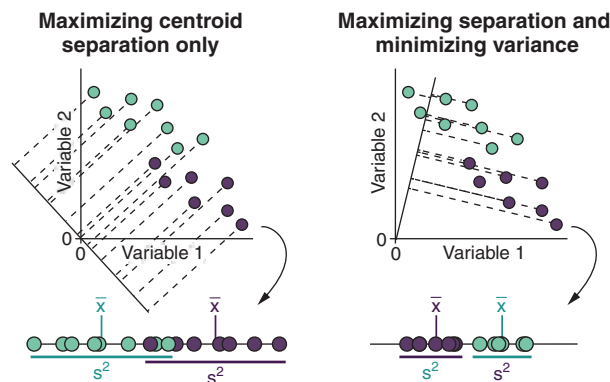 Maximizing centroid
separation only
Variable 2
0
0
Variable 1
x̄
x̄
s²
s²
Maximizing separation and
minimizing variance
Variable 2
0
0
Variable 1
x̄
x̄
s²
s²